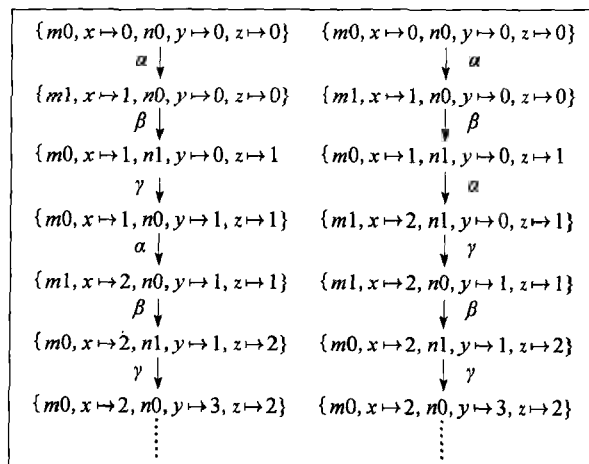 {m0, x↦0, n0, y↦0, z↦0}
α
{m1, x↦1, n0, y↦0, z↦0}
β
{m0, x↦1, n1, y↦0, z↦1
γ
{m0, x↦1, n0, y↦1, z↦1}
α
{m1, x↦2, n0, y↦1, z↦1}
β
{m0, x↦2, n1, y↦1, z↦2}
γ
{m0, x↦2, n0, y↦3, z↦2}
{m0, x↦0, n0, y↦0, z↦0}
α
{m1, x↦1, n0, y↦0, z↦0}
β
{m0, x↦1, n1, y↦0, z↦1
α
{m1, x↦2, n1, y↦0, z↦1}
γ
{m1, x↦2, n0, y↦1, z↦1}
β
{m0, x↦2, n1, y↦1, z↦2}
γ
{m0, x↦2, n0, y↦3, z↦2}